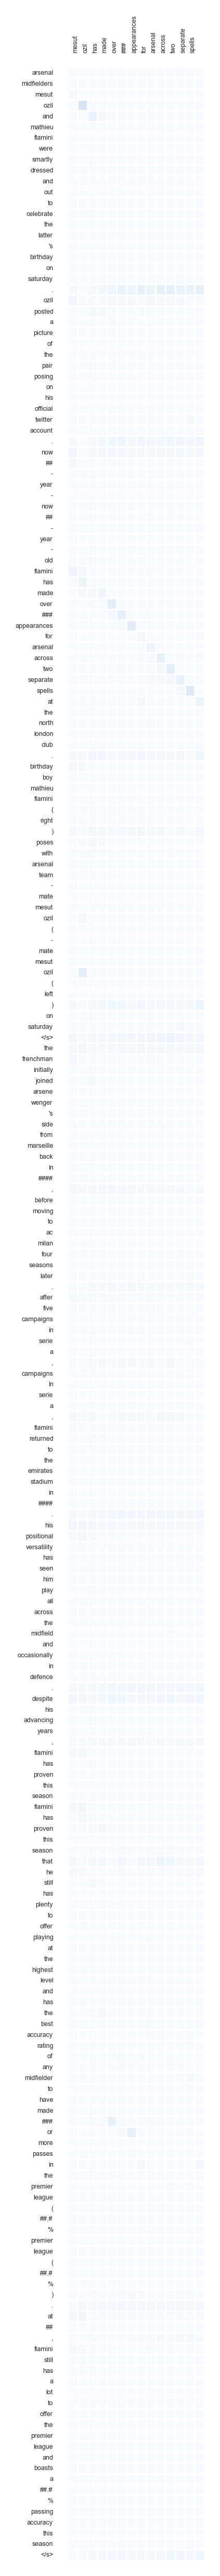 mesut ozil has made over ### appearances for arsenal across two separate spells
arsenal
midfielders
mesut
ozil
and
mathieu
flamini
were
smartly
dressed
and
out
to
celebrate
the
latter
's
birthday
on
saturday
.
ozil
posted
a
picture
of
the
pair
posing
on
his
official
twitter
account
.
now
##
-
year
-
now
##
-
year
-
old
flamini
has
made
over
###
appearances
for
arsenal
across
two
separate
spells
at
the
north
london
club
.
birthday
boy
mathieu
flamini
(
right
)
poses
with
arsenal
team
-
mate
mesut
ozil
(
-
mate
mesut
ozil
(
left
)
on
saturday
</s>
the
frenchman
initially
joined
arsene
wenger
's
side
from
marseille
back
in
####
,
before
moving
to
ac
milan
four
seasons
later
.
after
five
campaigns
in
serie
a
,
campaigns
in
serie
a
,
flamini
returned
to
the
emirates
stadium
in
####
.
his
positional
versatility
has
seen
him
play
all
across
the
midfield
and
occasionally
in
defence
.
despite
his
advancing
years
,
flamini
has
proven
this
season
flamini
has
proven
this
season
that
he
still
has
plenty
to
offer
playing
at
the
highest
level
and
has
the
best
accuracy
rating
of
any
midfielder
to
have
made
###
or
more
passes
in
the
premier
league
(
##.#
%
premier
league
(
##.#
%
)
.
at
##
,
flamini
still
has
a
lot
to
offer
the
premier
league
and
boasts
a
##.#
%
passing
accuracy
this
season
</s>